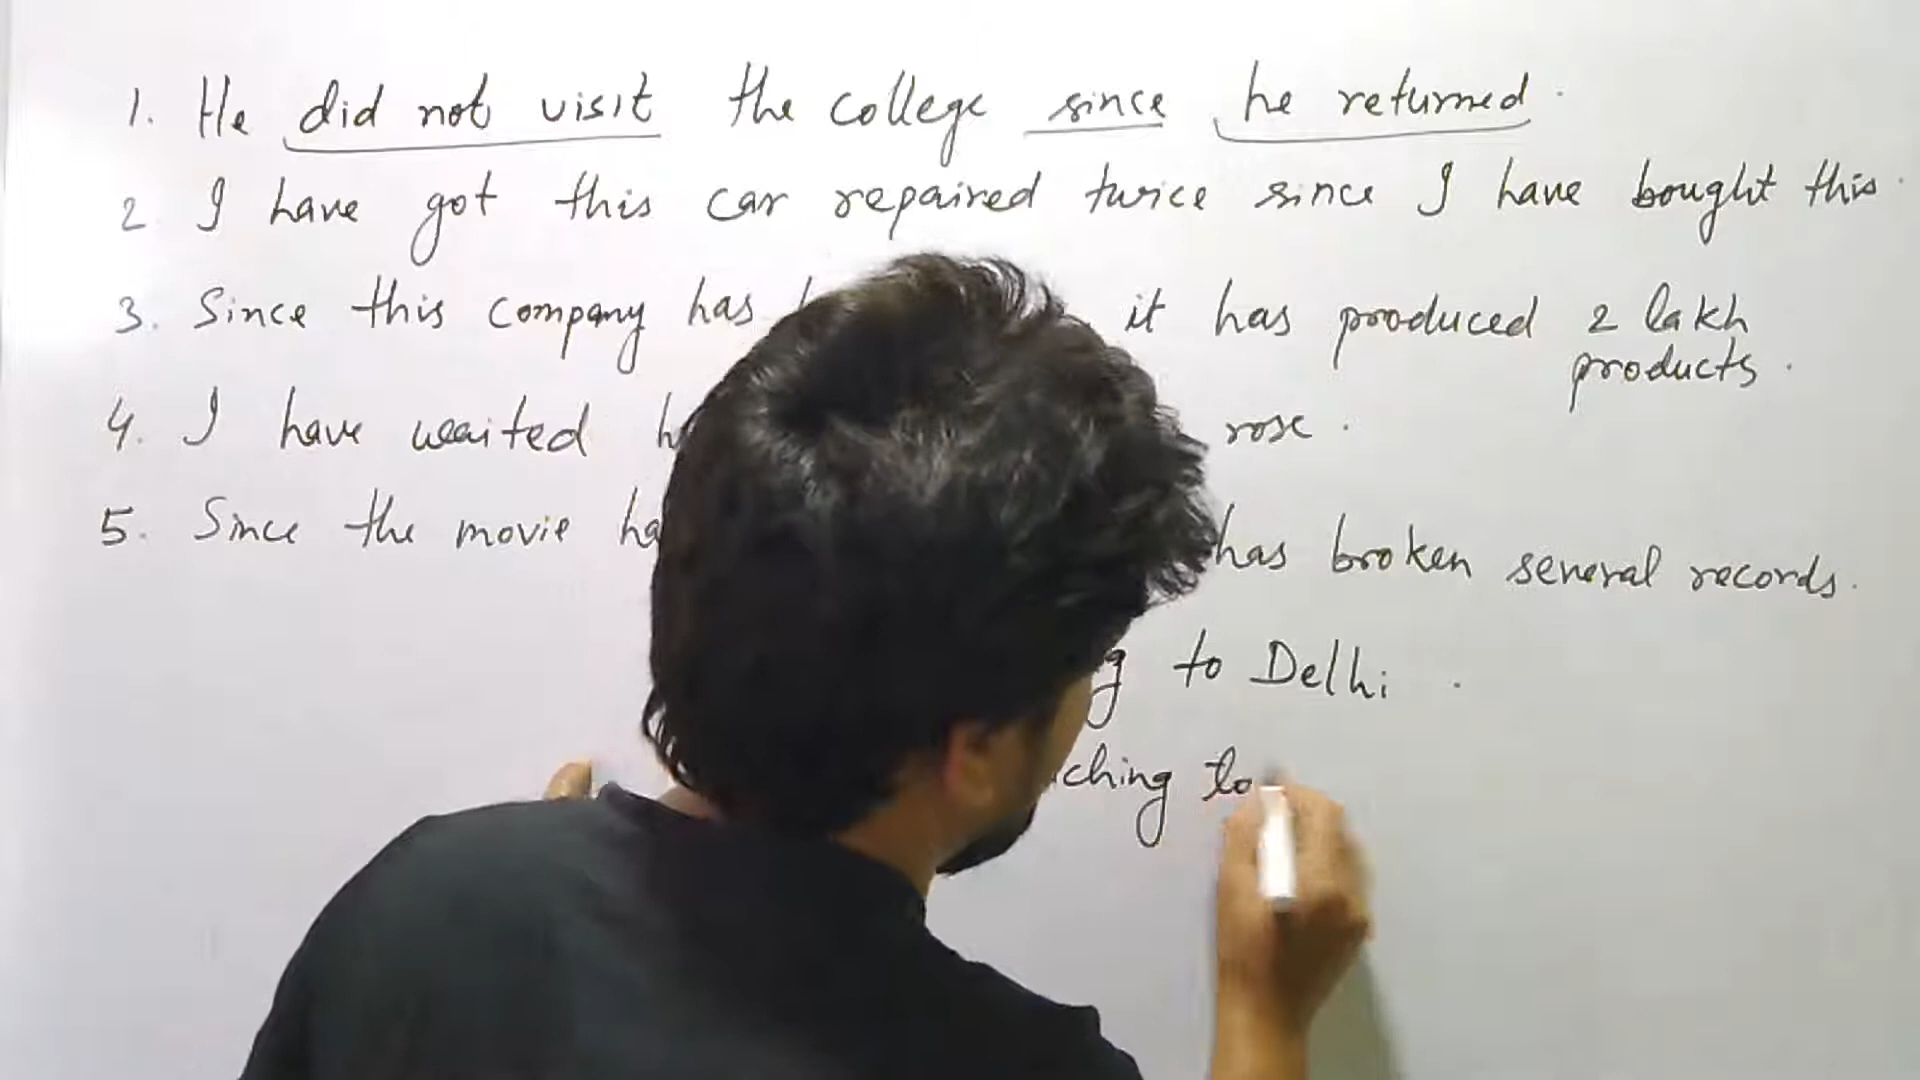 1. He did not visit the college since he returned.
2. I have got this car repaired twice since I have bought this.
3. Since this company has it has produced 2 lakh
products.
4. I have waited rose.
5. Since the movie has broken several records.
to Delhi.
to